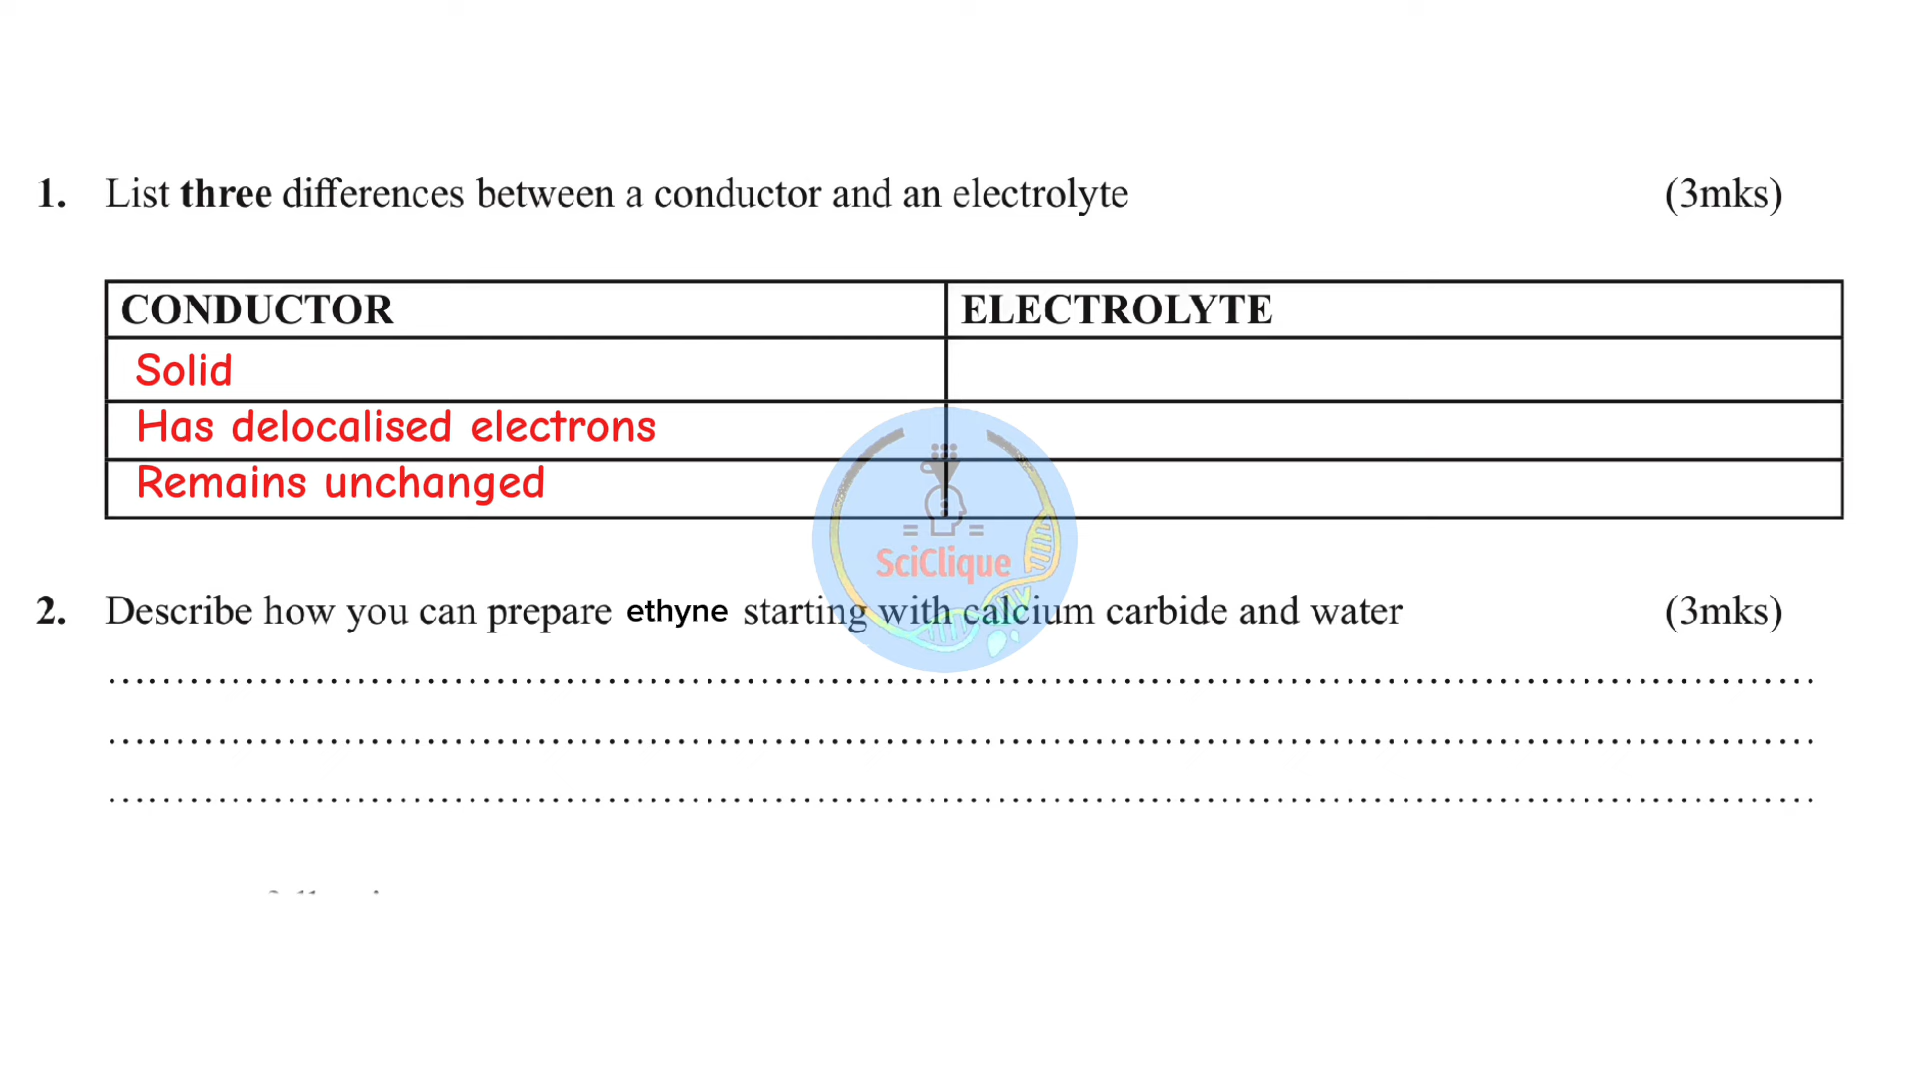 1. List three differences between a conductor and an electrolyte (3mks)
CONDUCTOR ELECTROLYTE
Solid
Has delocalised electrons
Remains unchanged
SciClique
2. Describe how you can prepare ethyne starting with calcium carbide and water (3mks)